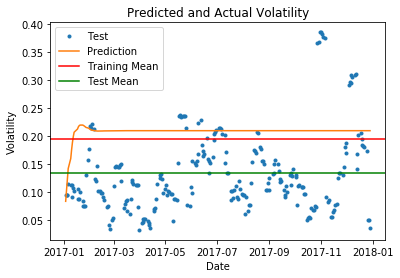 Predicted and Actual Volatility
Test
Prediction
Training Mean
Test Mean
Volatility
0.40
0.35
0.30
0.25
0.20
0.15
0.10
0.05
2017-01 2017-03 2017-05 2017-07 2017-09 2017-11 2018-01
Date